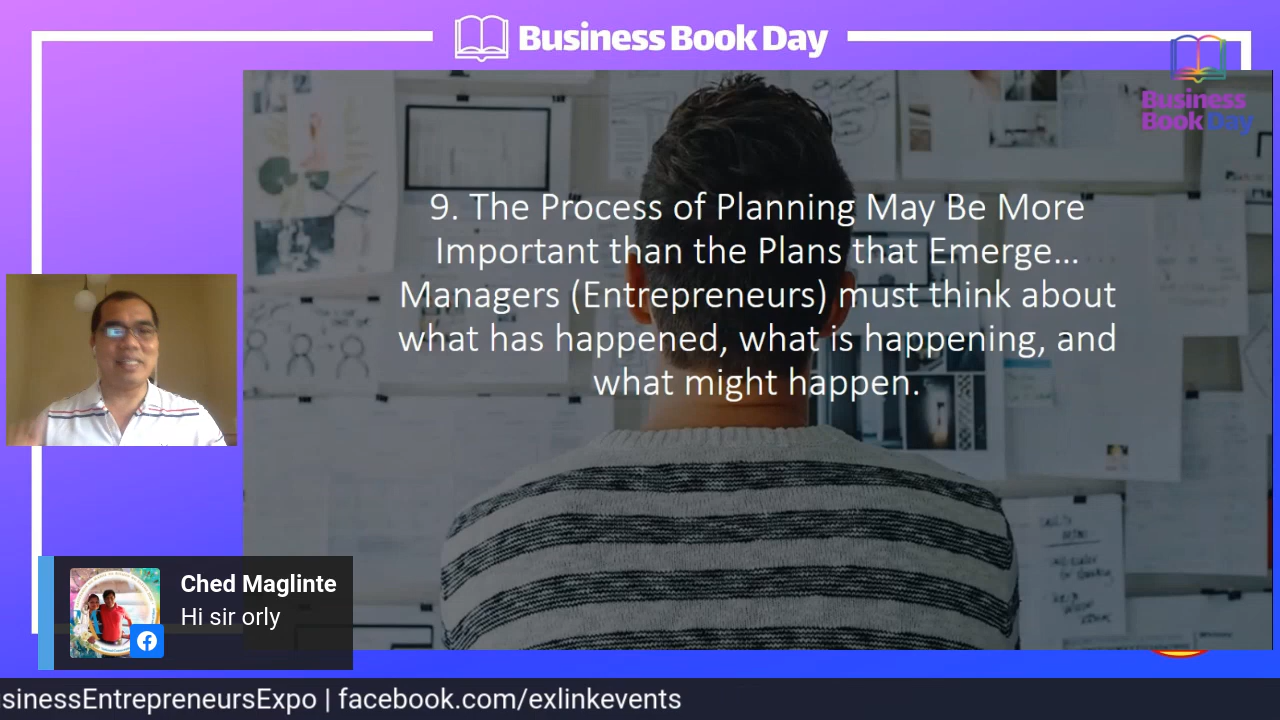 Business Book Day
Business
Book Day
9. The Process of Planning May Be More
Important than the Plans that Emerge...
Managers (Entrepreneurs) must think about
what has happened, what is happening, and
what might happen.
Ched Maglinte
Hi sir orly
sinessEntrepreneursExpo | facebook.com/exlinkevents